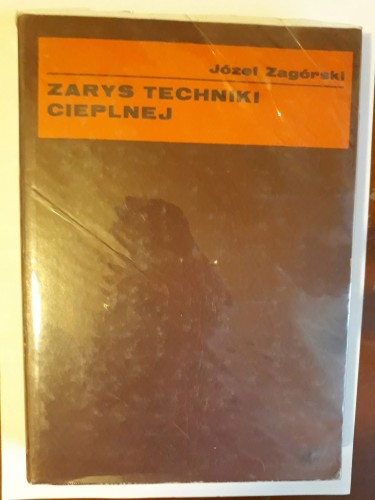 Józef Zagórski
ZARYS TECHNIKI
CIEPLNEJ